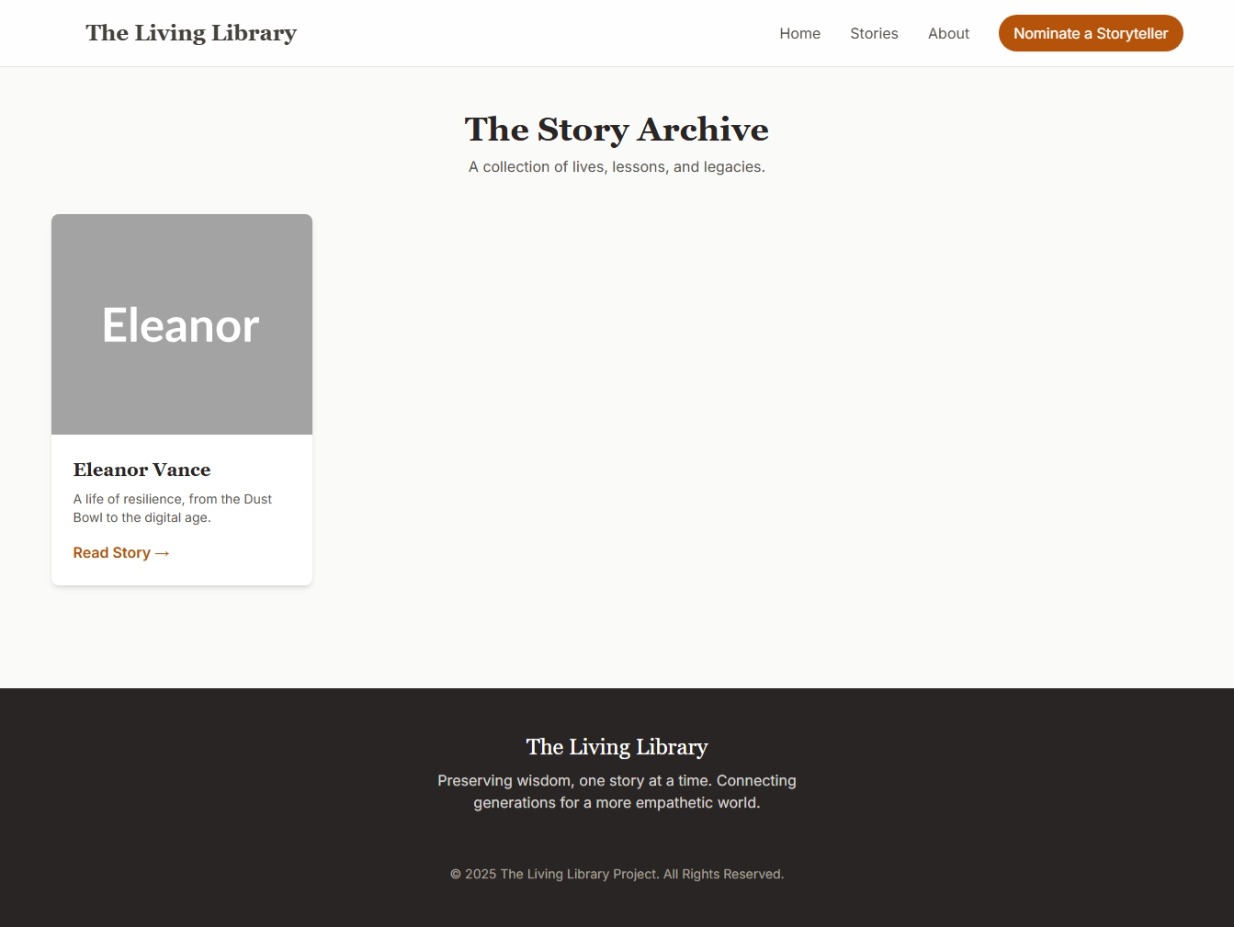 The Living Library
Home
Stories
About
Nominate a Storyteller
The Story Archive
A collection of lives, lessons, and legacies.
Eleanor
Eleanor Vance
A life of resilience, from the Dust
Bowl to the digital age.
Read Story →
The Living Library
Preserving wisdom, one story at a time. Connecting
generations for a more empathetic world.
© 2025 The Living Library Project. All Rights Reserved.